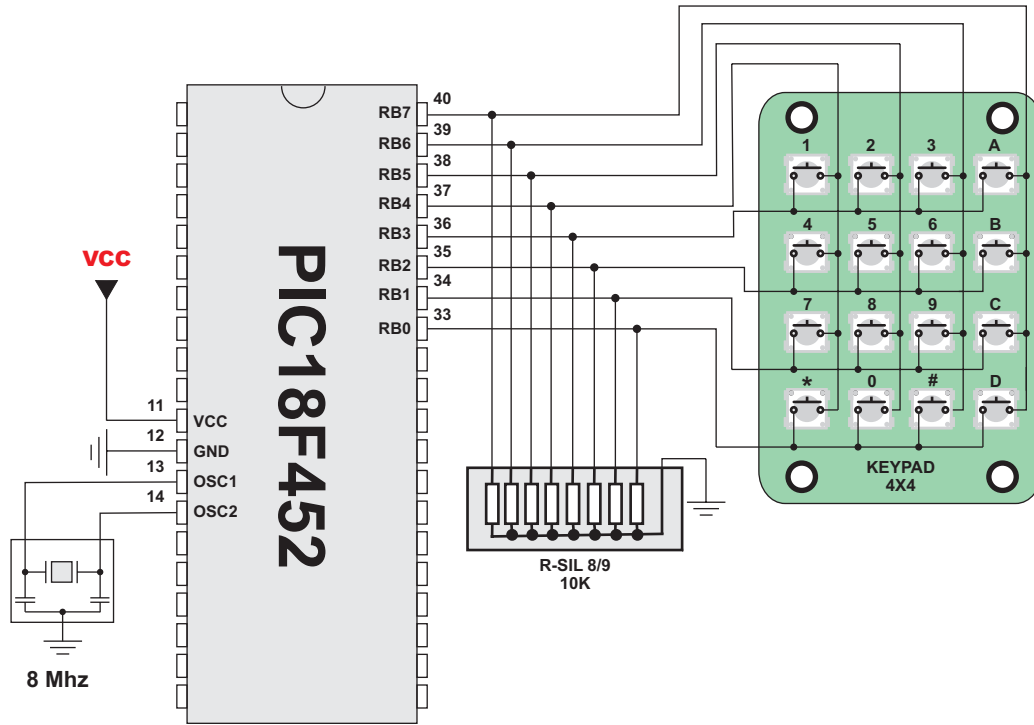 RB7 40
RB6 39
RB5 38
RB4 37
RB3 36
RB2 35
RB1 34
RB0 33
VCC
11 VCC
12 GND
13 OSC1
14 OSC2
PIC18F452
8 Mhz
R-SIL 8/9
10K
1 2 3 A
4 5 6 B
7 8 9 C
* 0 # D
KEYPAD
4X4